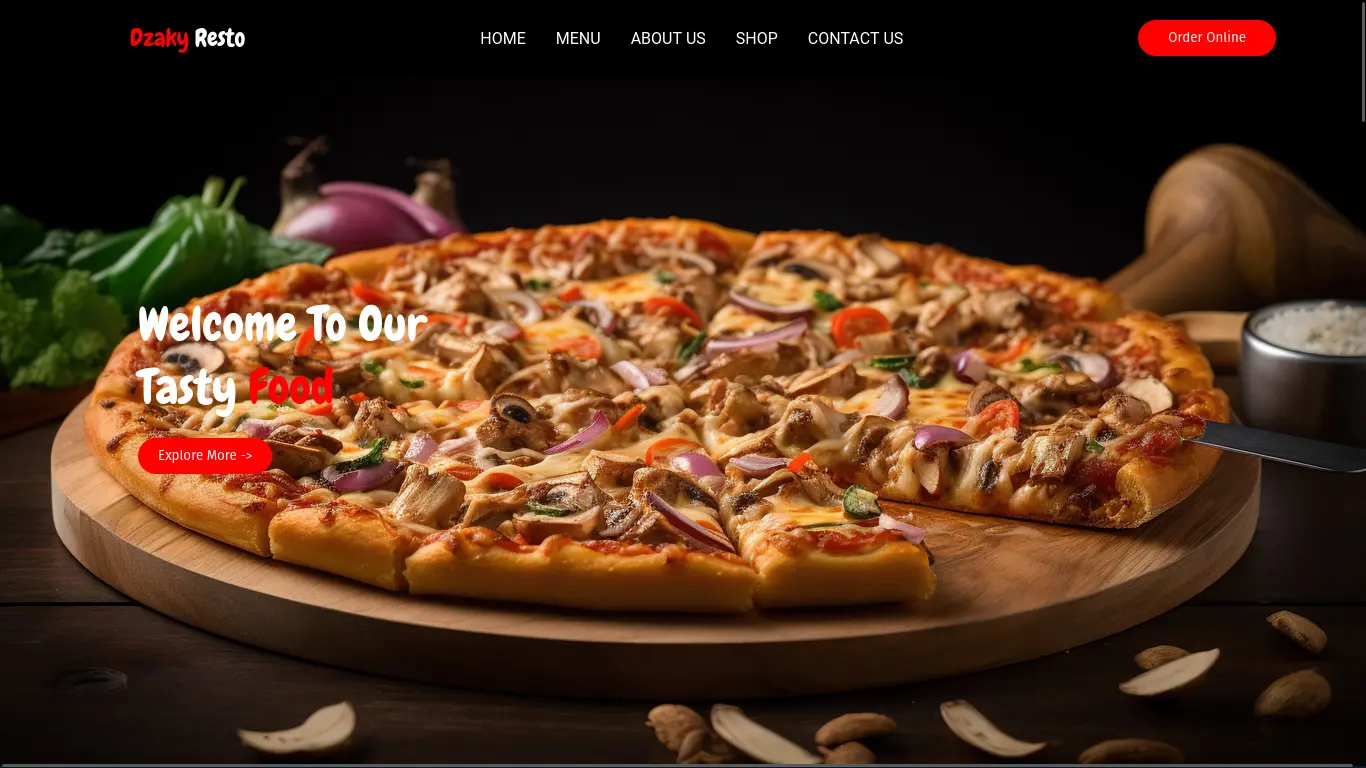 Dzaky Resto
HOME MENU ABOUT US SHOP CONTACT US
Order Online
Welcome To Our
Tasty Food
Explore More ->